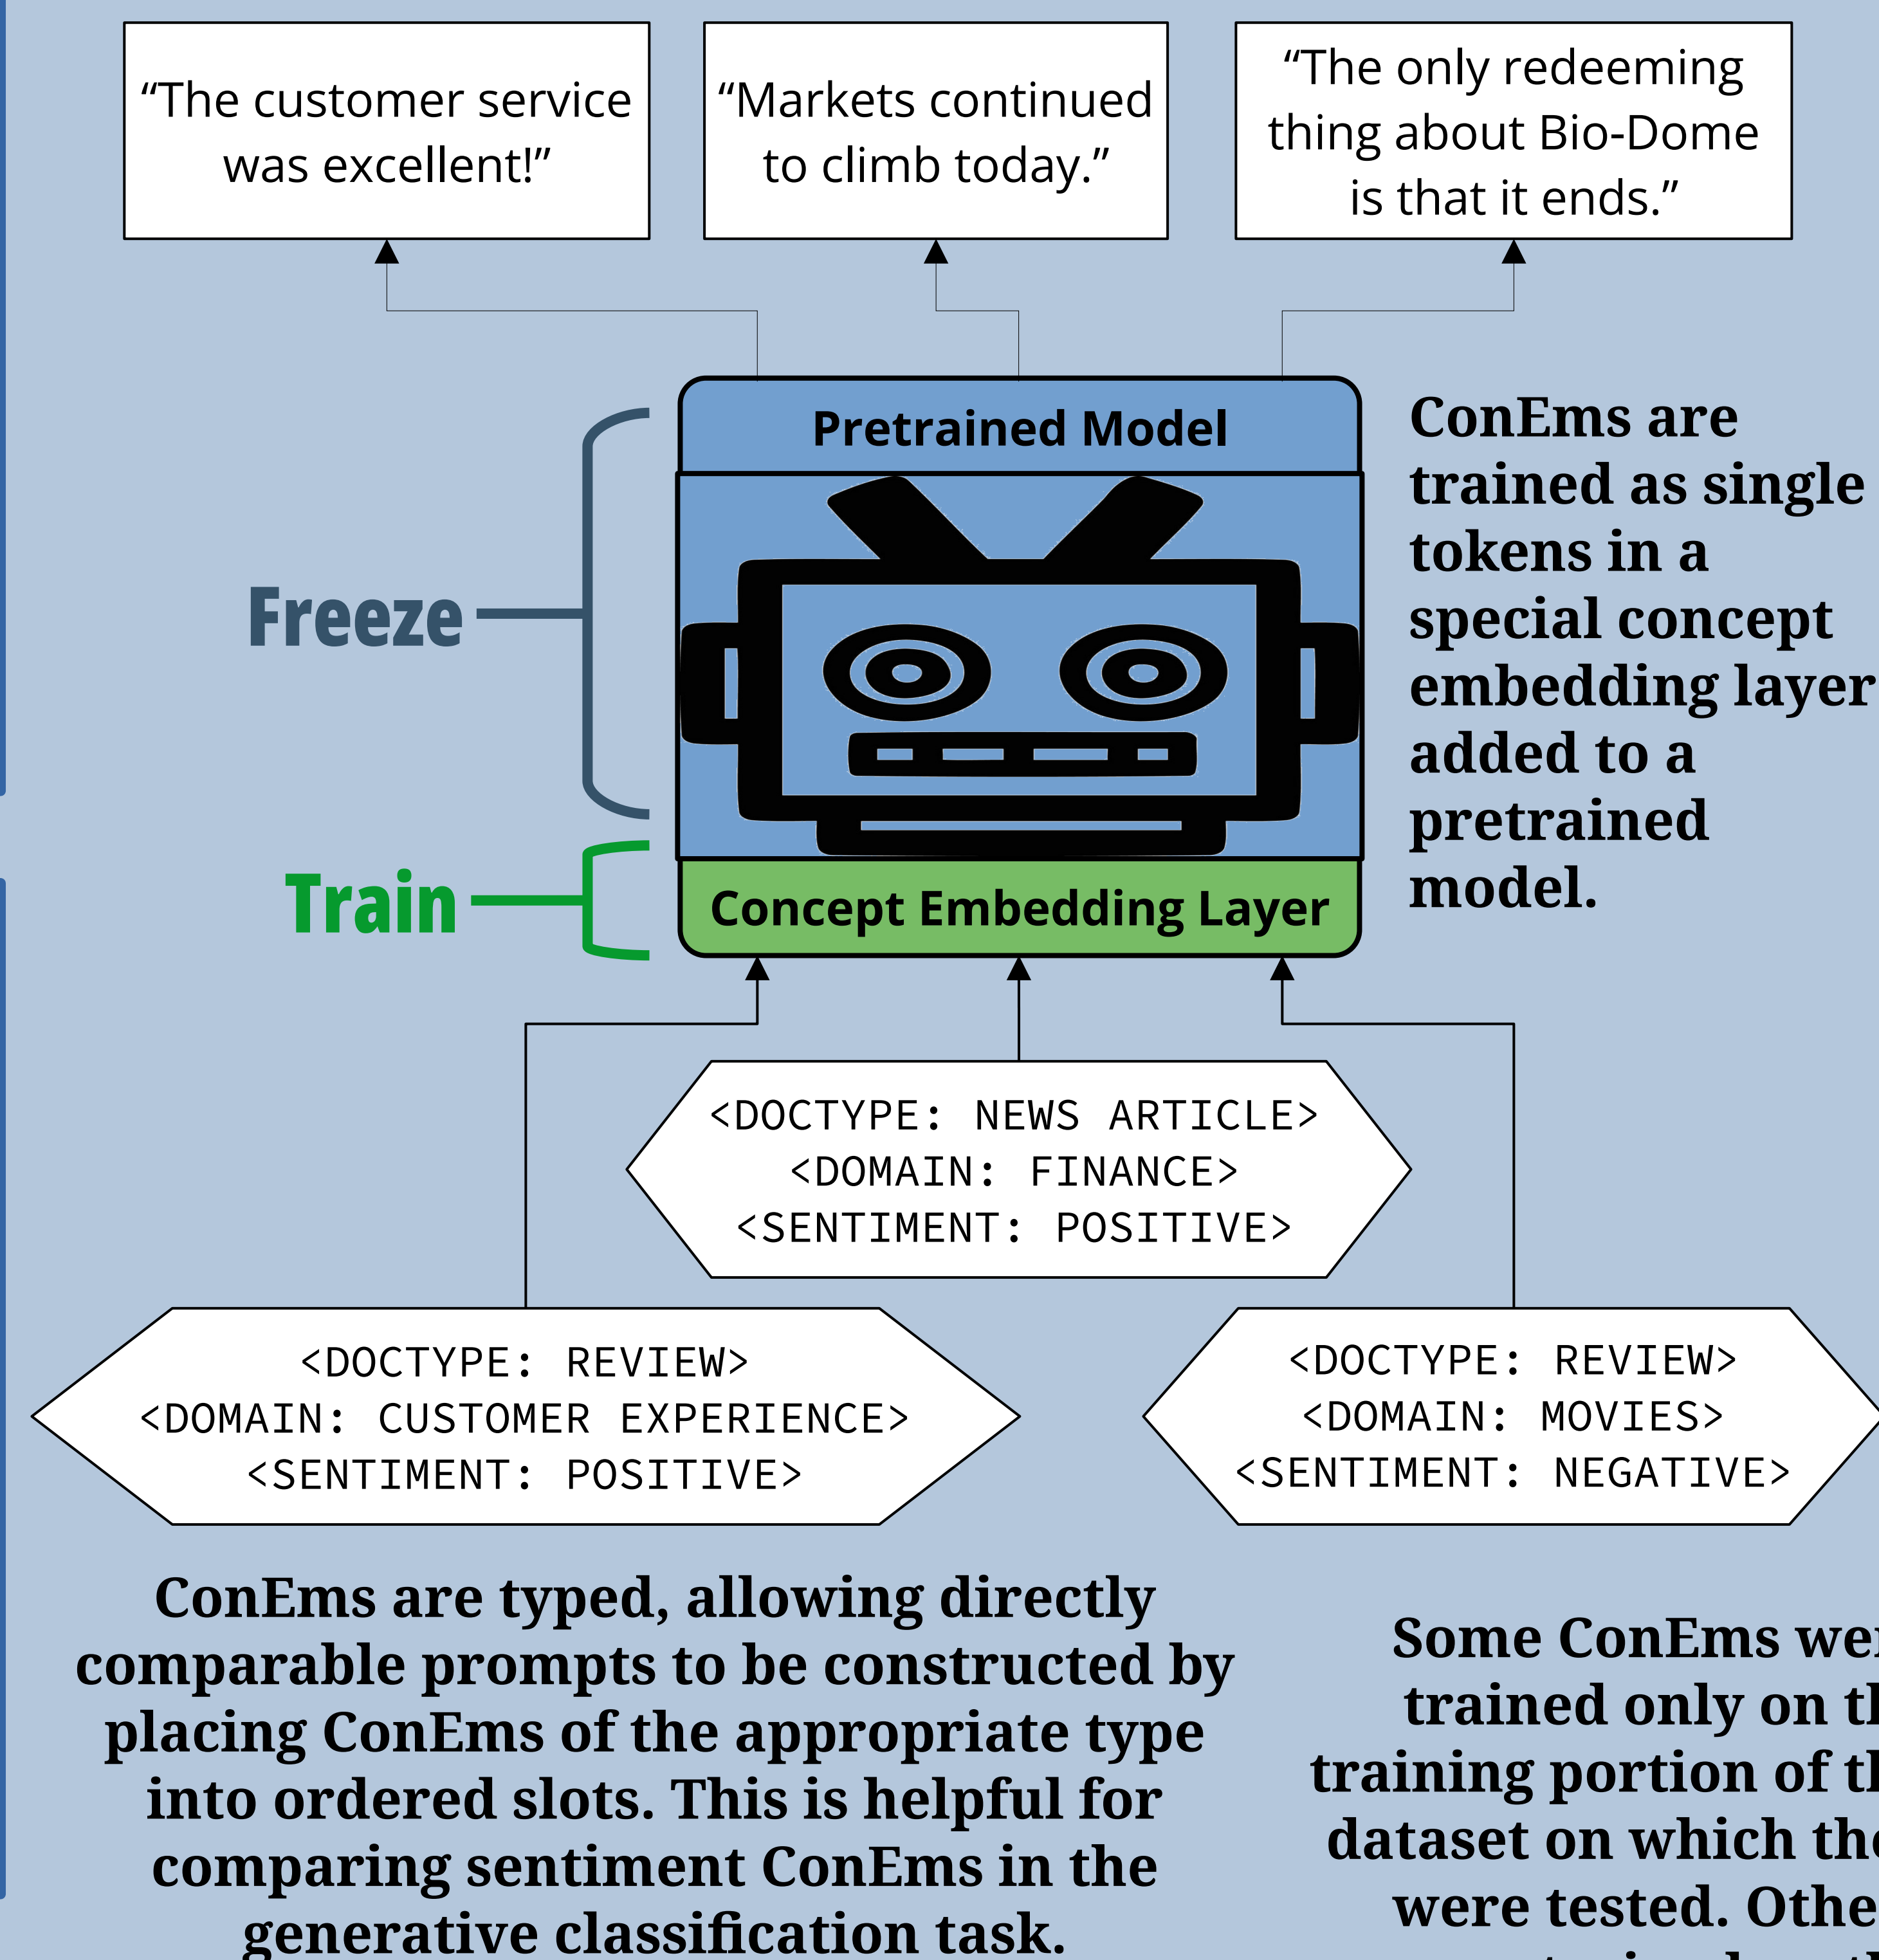 “The customer service
was excellent!”
“Markets continued
to climb today.”
“The only redeeming
thing about Bio-Dome
is that it ends.”
Pretrained Model
Freeze
Train
Concept Embedding Layer
ConEms are
trained as single
tokens in a
special concept
embedding layer
added to a
pretrained
model.
<DOCTYPE: NEWS ARTICLE>
<DOMAIN: FINANCE>
<SENTIMENT: POSITIVE>
<DOCTYPE: REVIEW>
<DOMAIN: CUSTOMER EXPERIENCE>
<SENTIMENT: POSITIVE>
<DOCTYPE: REVIEW>
<DOMAIN: MOVIES>
<SENTIMENT: NEGATIVE>
ConEms are typed, allowing directly
comparable prompts to be constructed by
placing ConEms of the appropriate type
into ordered slots. This is helpful for
comparing sentiment ConEms in the
generative classification task.
Some ConEms
trained only on
training portion of
dataset on which
were tested.